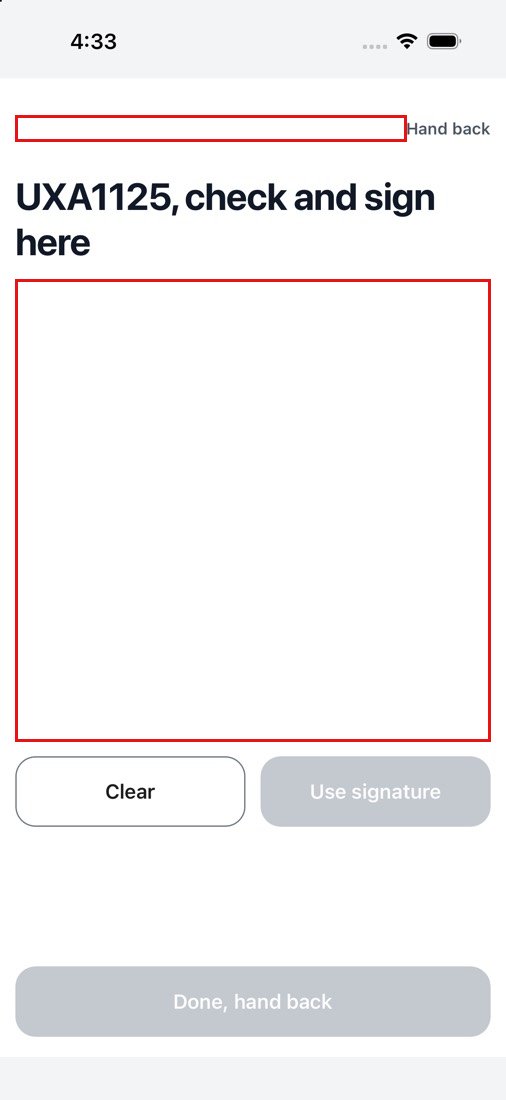 4:33
Hand back
UXA1125, check and sign
here
Clear
Use signature
Done, hand back